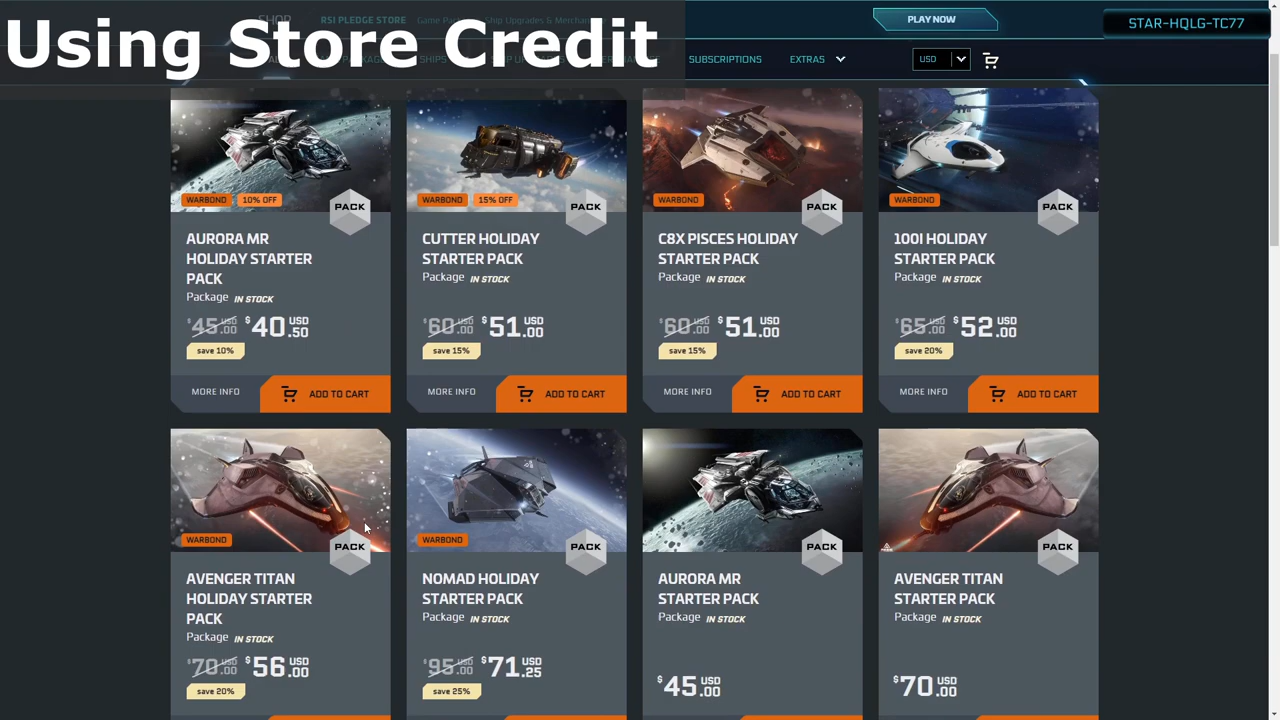 Using Store Credit
SHOP RSI PLEDGE STORE Game Packages Ship Upgrades & Merchandise
PLAY NOW
STAR-HQLG-TC77
SHIPS
SUBSCRIPTIONS EXTRAS USD
WARBOND 10% OFF PACK
WARBOND 15% OFF PACK
WARBOND PACK
WARBOND PACK
AURORA MR
HOLIDAY STARTER
PACK
Package IN STOCK
$45.00 USD $40.50 USD
save 10%
MORE INFO ADD TO CART
CUTTER HOLIDAY
STARTER PACK
Package IN STOCK
$60.00 USD $51.00 USD
save 15%
MORE INFO ADD TO CART
C8X PISCES HOLIDAY
STARTER PACK
Package IN STOCK
$60.00 USD $51.00 USD
save 15%
MORE INFO ADD TO CART
100I HOLIDAY
STARTER PACK
Package IN STOCK
$65.00 USD $52.00 USD
save 20%
MORE INFO ADD TO CART
WARBOND PACK
WARBOND PACK
PACK
PACK
AVENGER TITAN
HOLIDAY STARTER
PACK
Package IN STOCK
$70.00 USD $56.00 USD
save 20%
NOMAD HOLIDAY
STARTER PACK
Package IN STOCK
$95.00 USD $71.25 USD
save 25%
AURORA MR
STARTER PACK
Package IN STOCK
$45.00 USD
AVENGER TITAN
STARTER PACK
Package IN STOCK
$70.00 USD